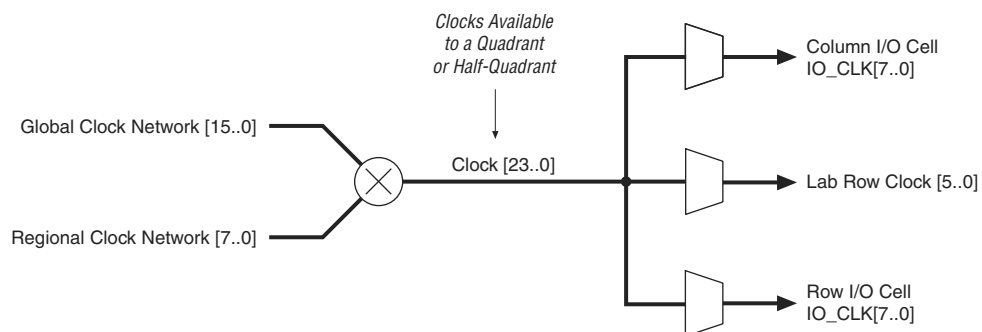 Clocks Available
to a Quadrant
or Half-Quadrant
Column I/O Cell
IO_CLK[7..0]
Global Clock Network [15..0]
Clock [23..0]
Lab Row Clock [5..0]
Regional Clock Network [7..0]
Row I/O Cell
IO_CLK[7..0]